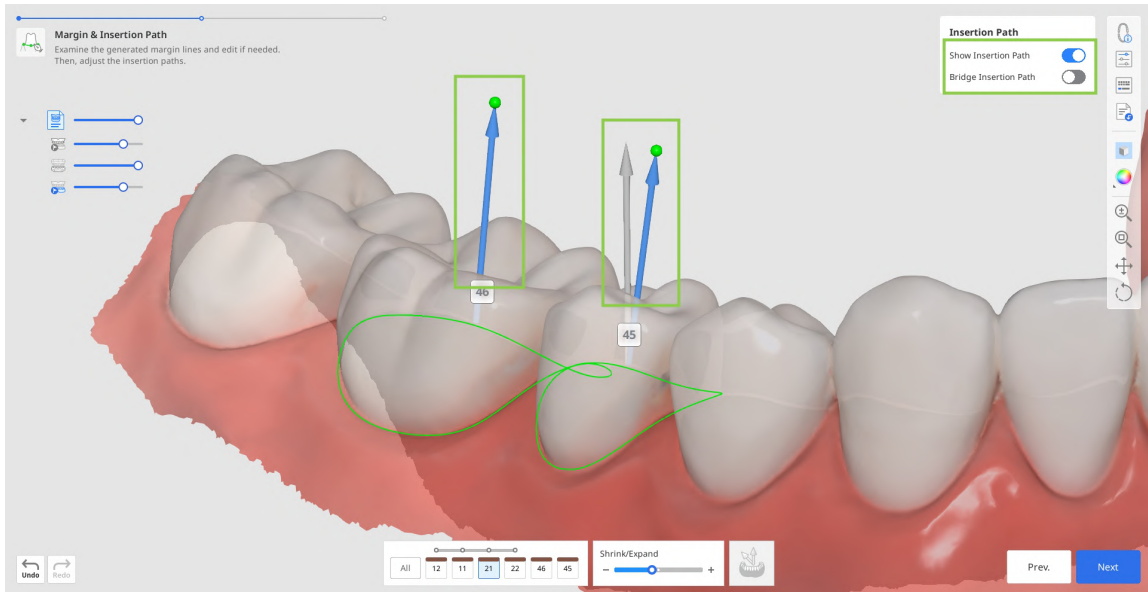 Margin & Insertion Path
Examine the generated margin lines and edit if needed.
Then, adjust the insertion paths.
Insertion Path
Show Insertion Path
Bridge Insertion Path
46
45
Undo
Redo
All
12
11
21
22
46
45
Shrink/Expand
Prev.
Next